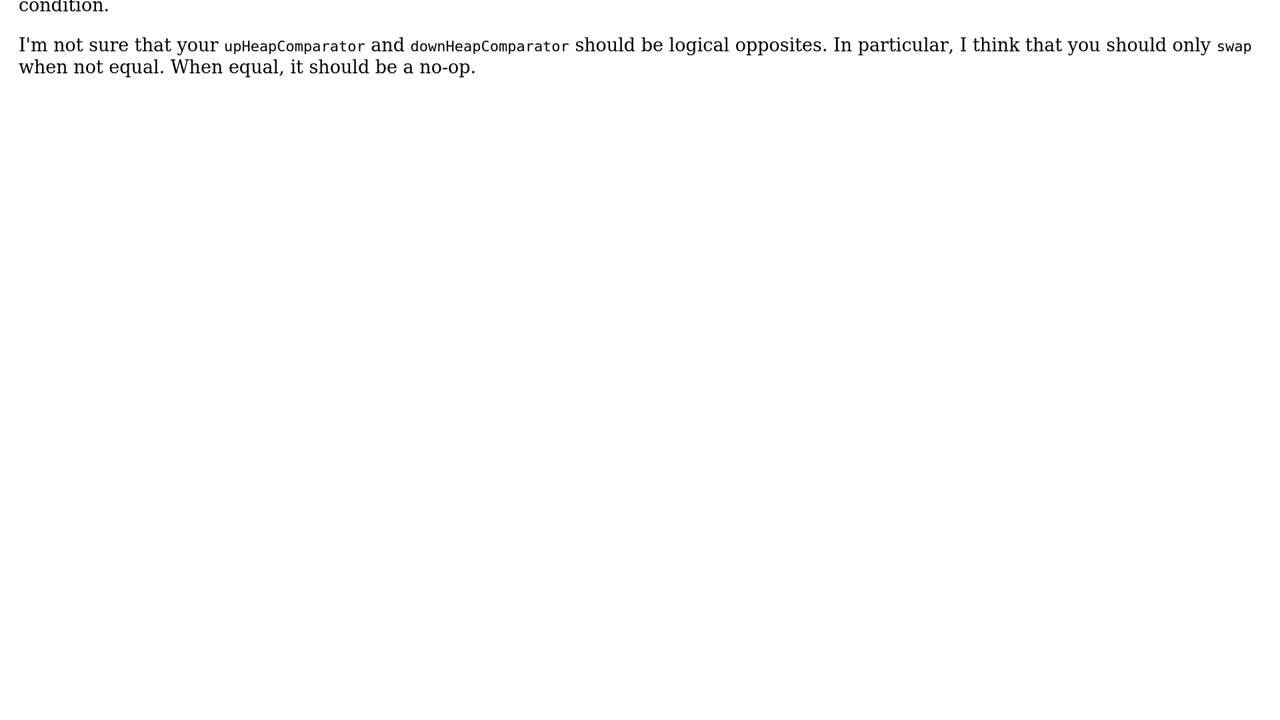 condition.
I'm not sure that your upHeapComparator and downHeapComparator should be logical opposites. In particular, I think that you should only swap
when not equal. When equal, it should be a no-op.